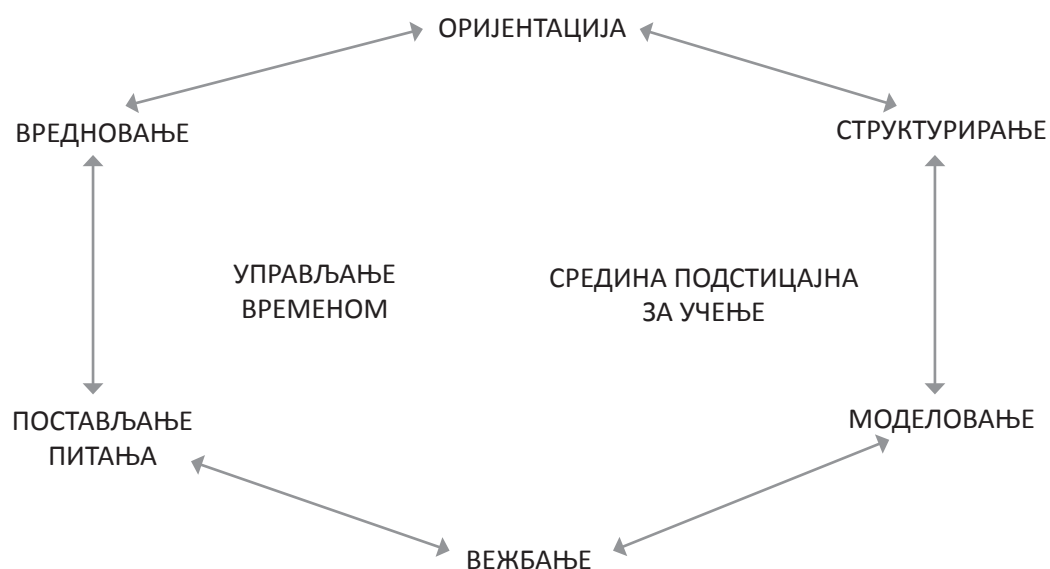 ОРИЈЕНТАЦИЈА
ВРЕДНОВАЊЕ
СТРУКТУРИРАЊЕ
УПРАВЉАЊЕ
ВРЕМЕНОМ
СРЕДИНА ПОДСТИЦАЈНА
ЗА УЧЕЊЕ
ПОСТАВЉАЊЕ
ПИТАЊА
МОДЕЛОВАЊЕ
ВЕЖБАЊЕ